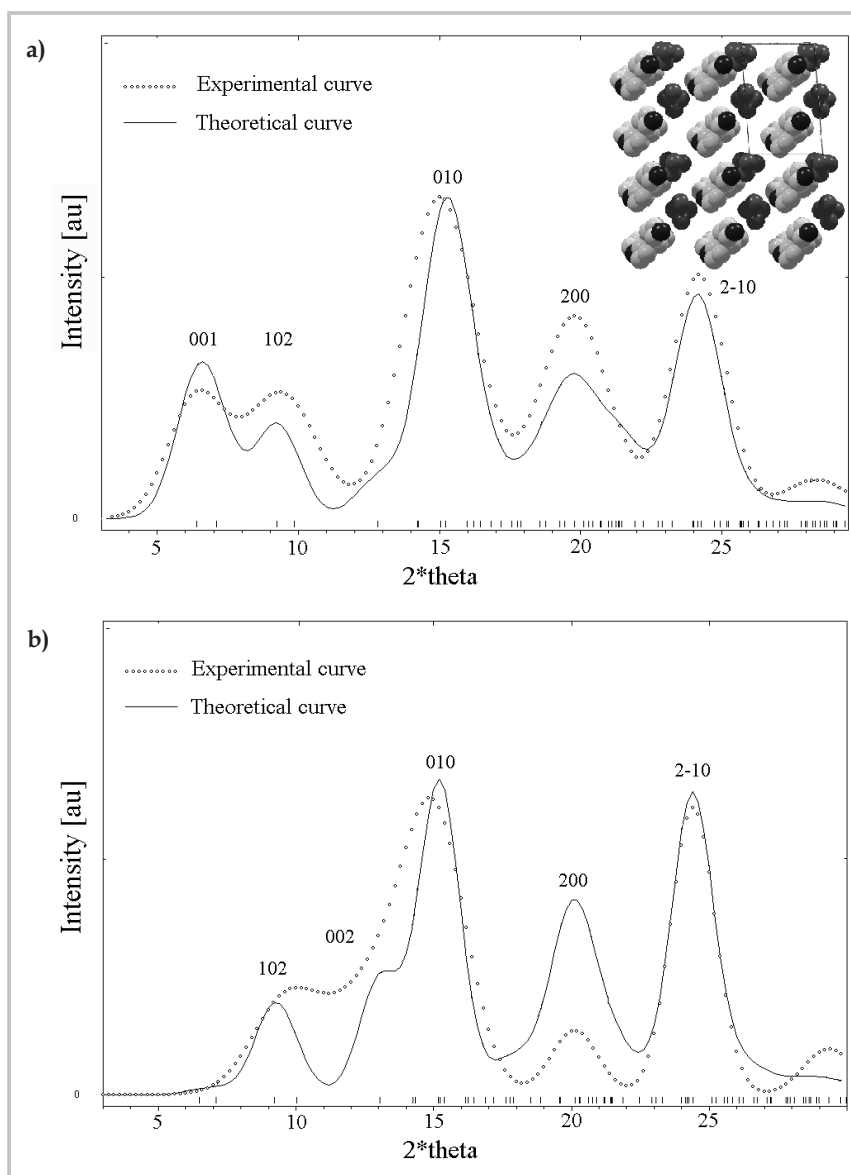 a)
Experimental curve
Theoretical curve
010
2-10
200
001
102
Intensity [au]
0
5
10
15
20
25
2*theta
b)
Experimental curve
Theoretical curve
010
2-10
200
002
102
Intensity [au]
0
5
10
15
20
25
2*theta